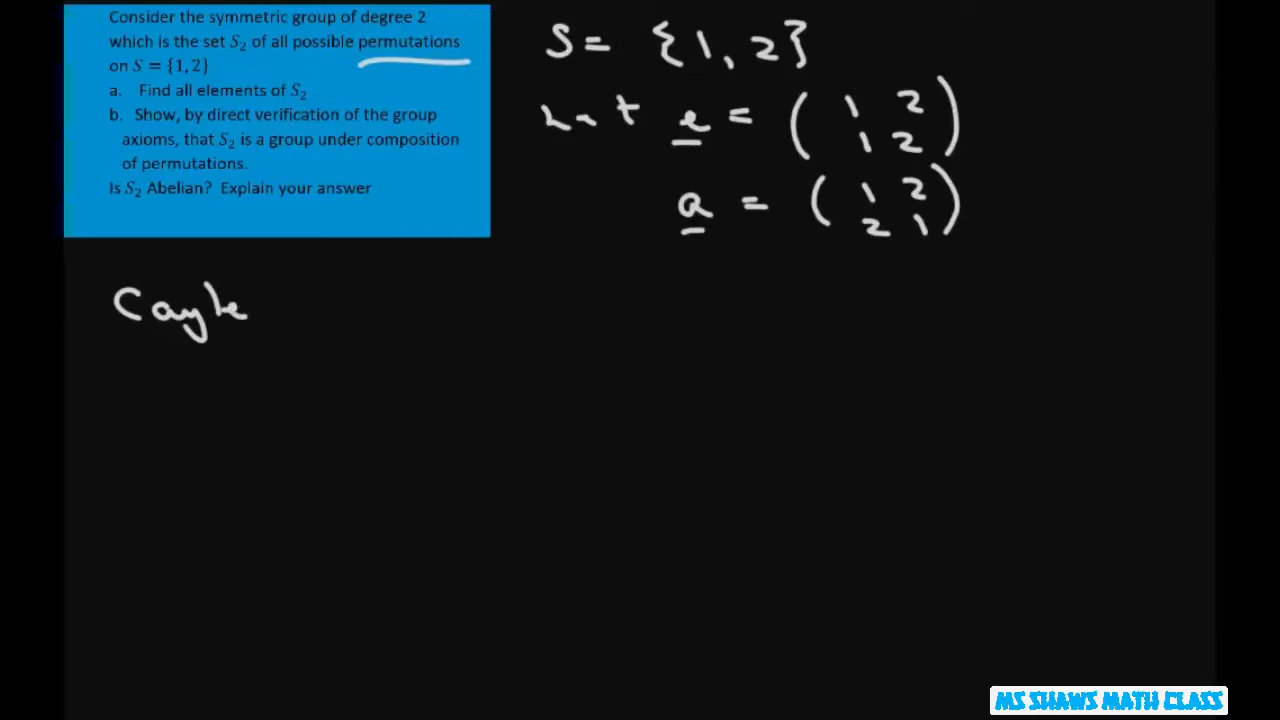 Consider the symmetric group of degree 2
which is the set S₂ of all possible permutations
on S = {1, 2}
a. Find all elements of S₂
b. Show, by direct verification of the group
axioms, that S₂ is a group under composition
of permutations.
Is S₂ Abelian? Explain your answer
S = {1, 2}
e = ( 1 2
1 2 )
a = ( 1 2
2 1 )
Cayle
MS SHAWS MATH CLASS